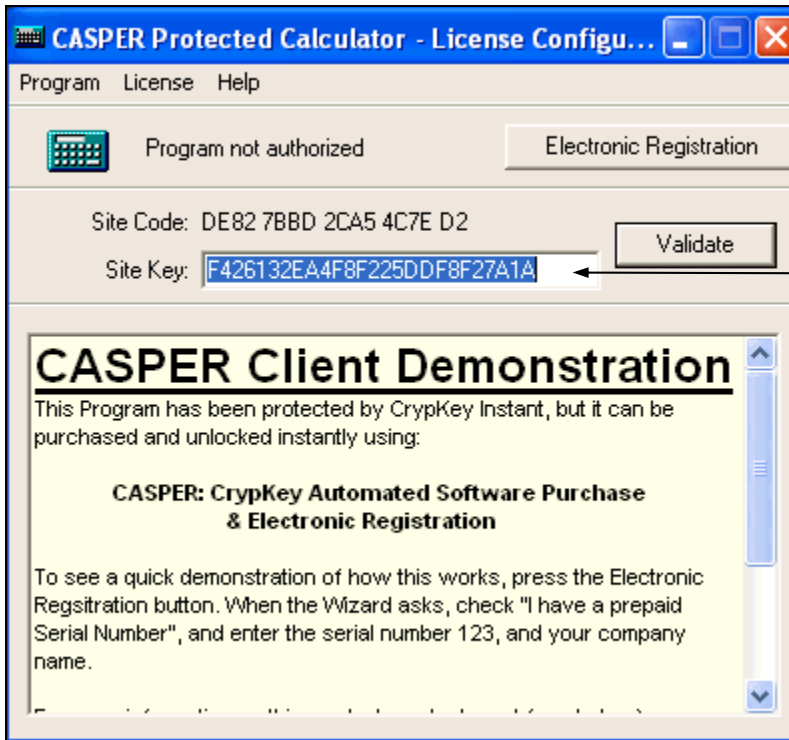 CASPER Protected Calculator - License Configu...
Program License Help
Program not authorized
Electronic Registration
Site Code: DE82 7BBD 2CA5 4C7E D2
Validate
Site Key: F426132EA4F8F225DDF8F27A1A
CASPER Client Demonstration
This Program has been protected by CrypKey Instant, but it can be
purchased and unlocked instantly using:
CASPER: CrypKey Automated Software Purchase
& Electronic Registration
To see a quick demonstration of how this works, press the Electronic
Regsitration button. When the Wizard asks, check "I have a prepaid
Serial Number", and enter the serial number 123, and your company
name.